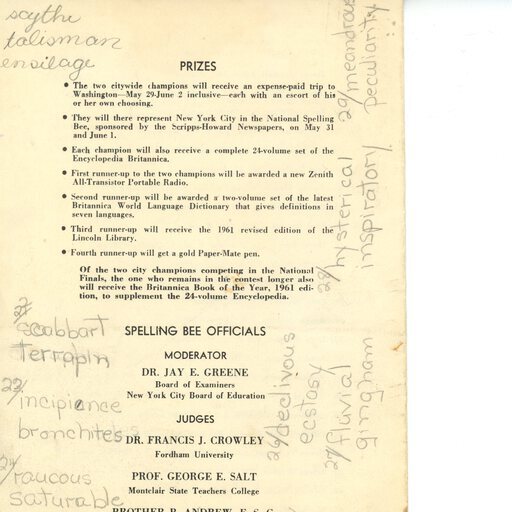 scythe
talisman
ensilage
PRIZES
• The two citywide champions will receive an expense-paid trip to
Washington—May 29-June 2 inclusive—each with an escort of his
or her own choosing.
• They will there represent New York City in the National Spelling
Bee, sponsored by the Scripps-Howard Newspapers, on May 31
and June 1.
• Each champion will also receive a complete 24-volume set of the
Encyclopedia Britannica.
• First runner-up to the two champions will be awarded a new Zenith
All-Transistor Portable Radio.
• Second runner-up will be awarded a two-volume set of the latest
Britannica World Language Dictionary that gives definitions in
seven languages.
• Third runner-up will receive the 1961 revised edition of the
Lincoln Library.
• Fourth runner-up will get a gold Paper-Mate pen.
Of the two city champions competing in the National
Finals, the one who remains in the contest longer also
will receive the Britannica Book of the Year, 1961 edi-
tion, to supplement the 24-volume Encyclopedia.
29/meandrous
peculiarity
28/hysterical
inspiratory
21/
scabbart
terrapin
22/
incipience
bronchites
24/raucous
saturable
SPELLING BEE OFFICIALS
MODERATOR
DR. JAY E. GREENE
Board of Examiners
New York City Board of Education
JUDGES
DR. FRANCIS J. CROWLEY
Fordham University
PROF. GEORGE E. SALT
Montclair State Teachers College
BROTHER B. ANDREW, F. S. C.
26/declivous
ecstasy
27/fluvial
gingham